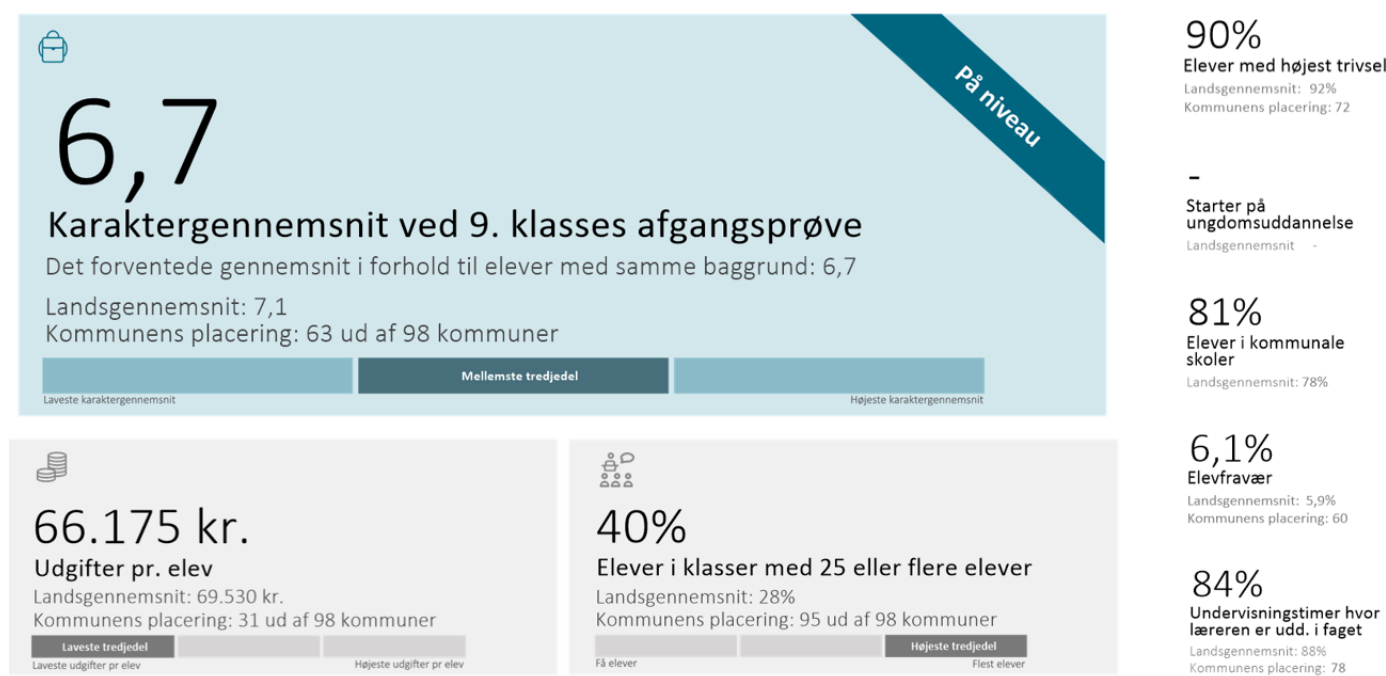 På niveau
6,7
Karaktergennemsnit ved 9. klasses afgangsprøve
Det forventede gennemsnit i forhold til elever med samme baggrund: 6,7
Landsgennemsnit: 7,1
Kommunens placering: 63 ud af 98 kommuner
Mellemste tredjedel
Laveste karaktergennemsnit
Højeste karaktergennemsnit
66.175 kr.
Udgifter pr. elev
Landsgennemsnit: 69.530 kr.
Kommunens placering: 31 ud af 98 kommuner
Laveste tredjedel
Laveste udgifter pr elev
Højeste udgifter pr elev
40%
Elever i klasser med 25 eller flere elever
Landsgennemsnit: 28%
Kommunens placering: 95 ud af 98 kommuner
Højeste tredjedel
Få elever
Flest elever
90%
Elever med højest trivsel
Landsgennemsnit: 92%
Kommunens placering: 72
-
Starter på
ungdomsuddannelse
Landsgennemsnit -
81%
Elever i kommunale
skoler
Landsgennemsnit: 78%
6,1%
Elevfravær
Landsgennemsnit: 5,9%
Kommunens placering: 60
84%
Undervisningstimer hvor
læreren er udd. i faget
Landsgennemsnit: 88%
Kommunens placering: 78